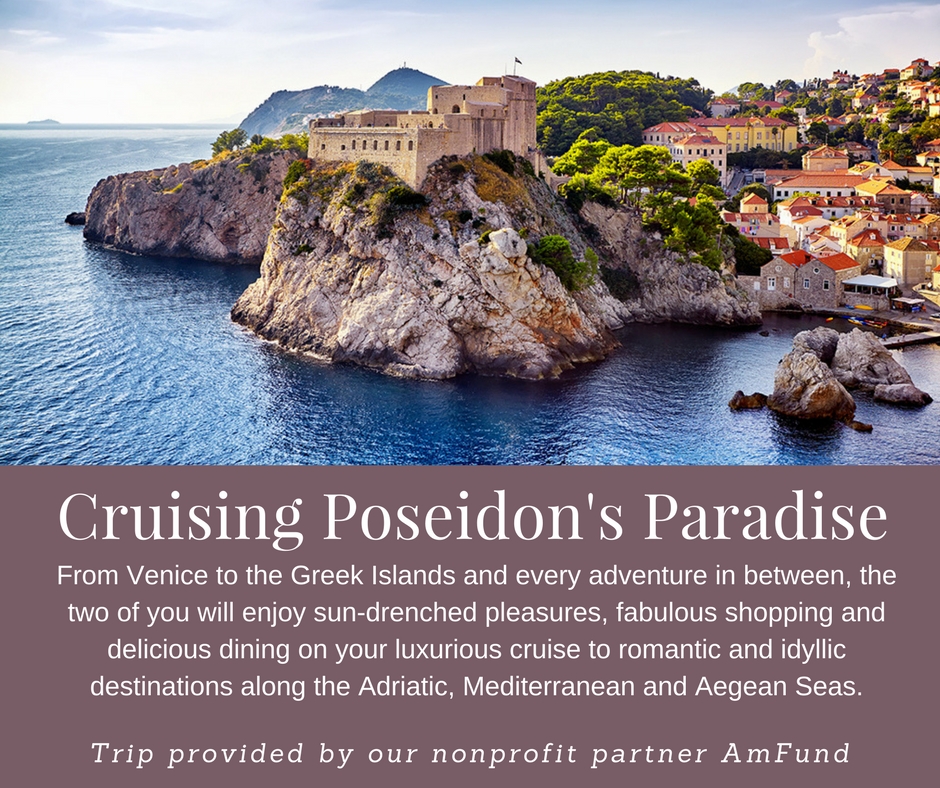 Cruising Poseidon's Paradise
From Venice to the Greek Islands and every adventure in between, the
two of you will enjoy sun-drenched pleasures, fabulous shopping and
delicious dining on your luxurious cruise to romantic and idyllic
destinations along the Adriatic, Mediterranean and Aegean Seas.
Trip provided by our nonprofit partner AmFund